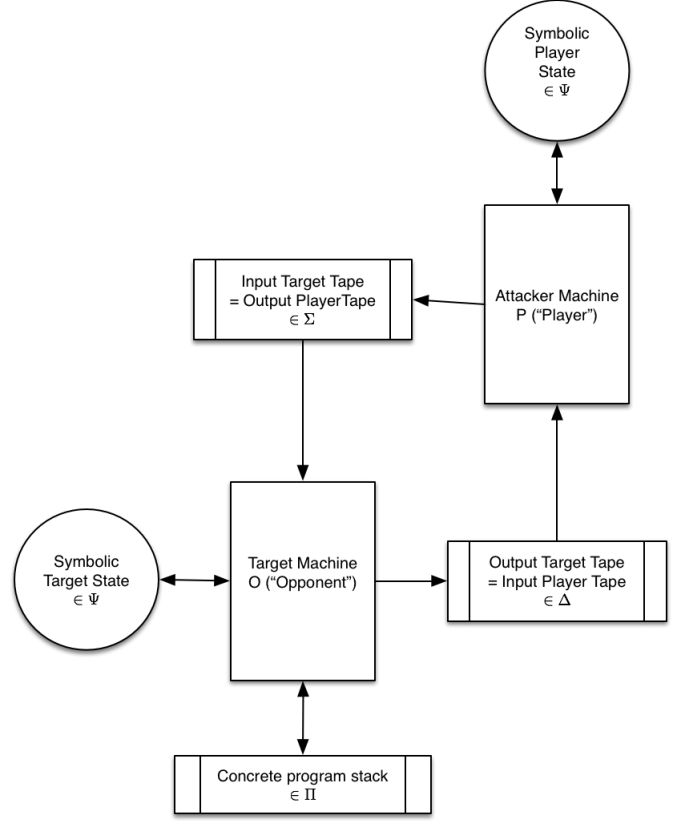 Symbolic
Player
State
∈ Ψ
Input Target Tape
= Output PlayerTape
∈ Σ
Attacker Machine
P (“Player”)
Symbolic
Target State
∈ Ψ
Target Machine
O (“Opponent”)
Output Target Tape
= Input Player Tape
∈ Δ
Concrete program stack
∈ Π